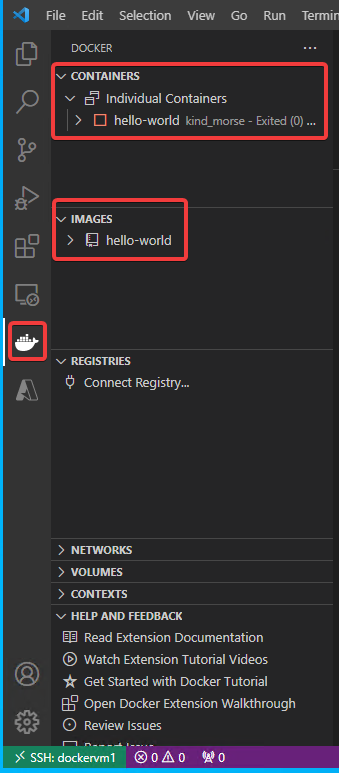 File Edit Selection View Go Run Termin
DOCKER ...
CONTAINERS
Individual Containers
hello-world kind_morse - Exited (0) ...
IMAGES
hello-world
REGISTRIES
Connect Registry...
NETWORKS
VOLUMES
CONTEXTS
HELP AND FEEDBACK
Read Extension Documentation
Watch Extension Tutorial Videos
Get Started with Docker Tutorial
Open Docker Extension Walkthrough
Review Issues
Report Issue
SSH: dockervm1 0 0 0